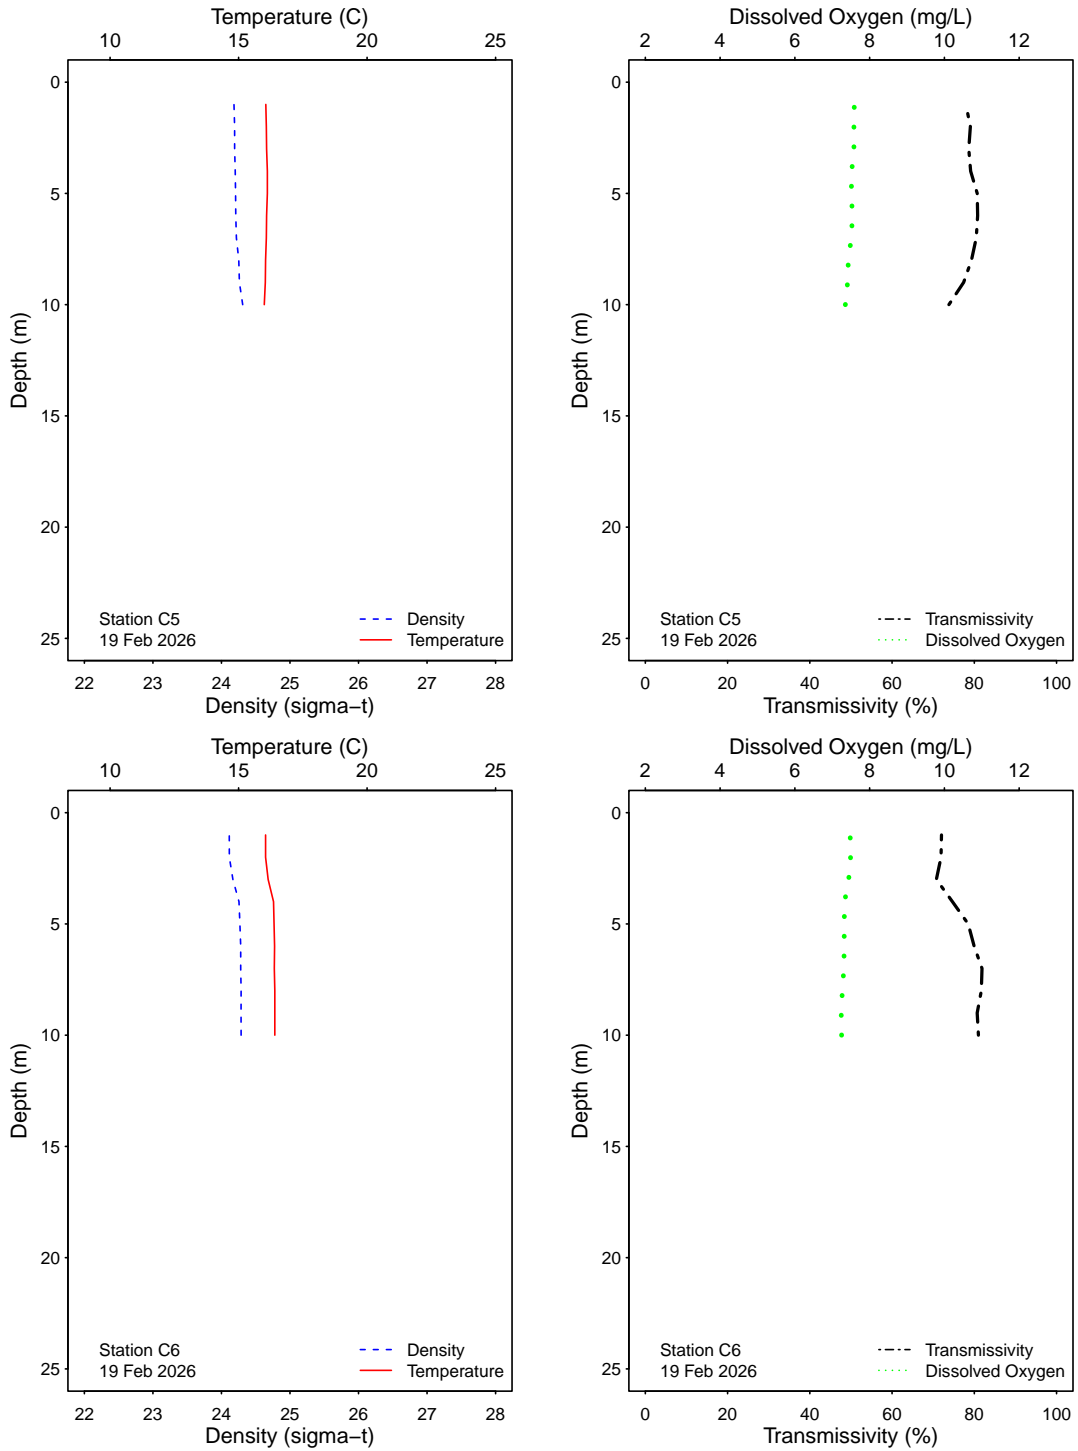 Temperature (C)
10 15 20 25
0
5
10
15
20
25
Depth (m)
Station C5
19 Feb 2026
Density
Temperature
22 23 24 25 26 27 28
Density (sigma−t)
Dissolved Oxygen (mg/L)
2 4 6 8 10 12
0
5
10
15
20
25
Depth (m)
Station C5
19 Feb 2026
Transmissivity
Dissolved Oxygen
0 20 40 60 80 100
Transmissivity (%)
Temperature (C)
10 15 20 25
0
5
10
15
20
25
Depth (m)
Station C6
19 Feb 2026
Density
Temperature
22 23 24 25 26 27 28
Density (sigma−t)
Dissolved Oxygen (mg/L)
2 4 6 8 10 12
0
5
10
15
20
25
Depth (m)
Station C6
19 Feb 2026
Transmissivity
Dissolved Oxygen
0 20 40 60 80 100
Transmissivity (%)